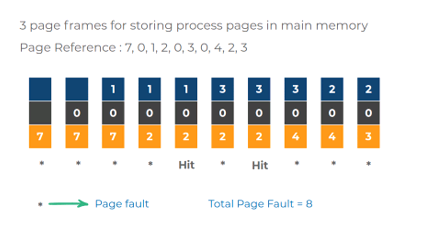 3 page frames for storing process pages in main memory
Page Reference : 7, 0, 1, 2, 0, 3, 0, 4, 2, 3
1 1 1 3 3 3 2 2
0 0 0 0 0 0 0 0 0
7 7 7 2 2 2 2 4 4 3
* * * * Hit * Hit * * *
* Page fault Total Page Fault = 8